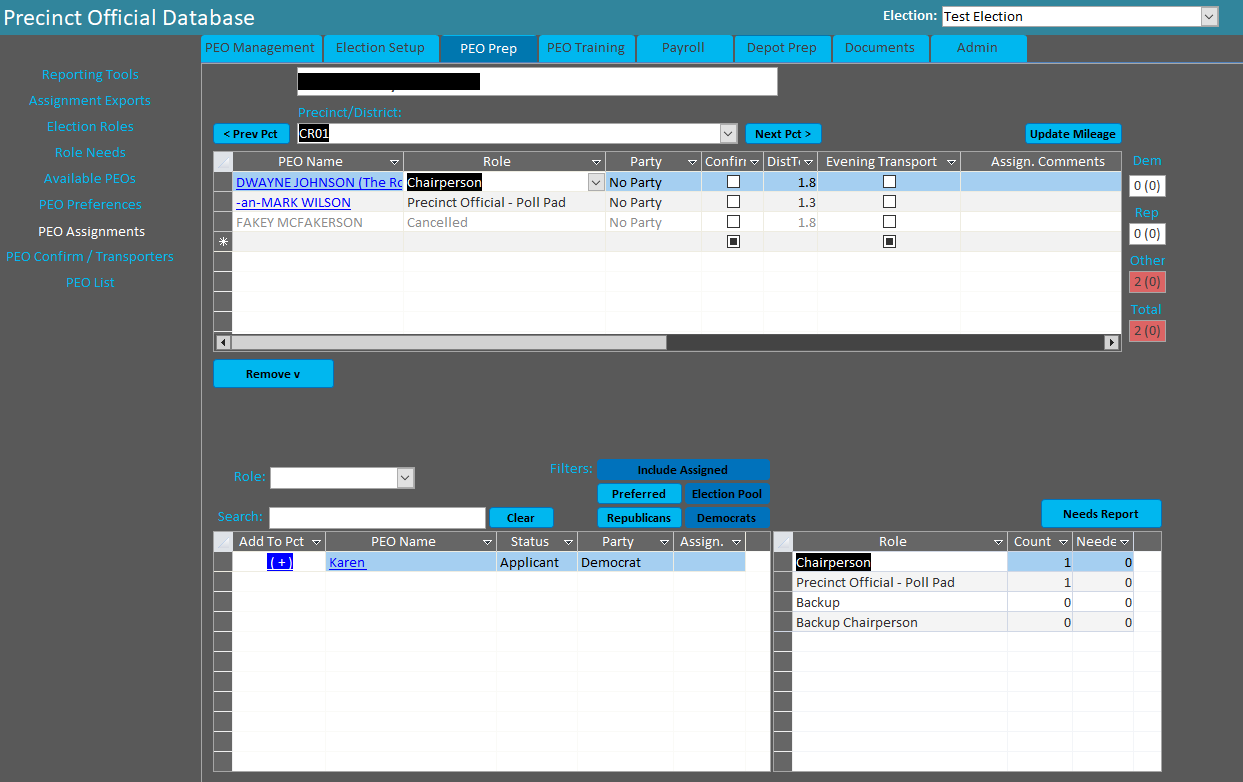 Precinct Official Database
Election: Test Election
PEO Management Election Setup PEO Prep PEO Training Payroll Depot Prep Documents Admin
Reporting Tools
Assignment Exports
Election Roles
Role Needs
Available PEOs
PEO Preferences
PEO Assignments
PEO Confirm / Transporters
PEO List
Precinct/District:
< Prev Pct CR01 Next Pct > Update Mileage
PEO Name Role Party Confirr DistTo Evening Transport Assign. Comments
DWAYNE JOHNSON (The Ro Chairperson No Party 1.8
-an-MARK WILSON Precinct Official - Poll Pad No Party 1.3
FAKEY MCFAKERSON Cancelled No Party 1.8
Dem
0 (0)
Rep
0 (0)
Other
2 (0)
Total
2 (0)
Remove v
Role:
Filters: Include Assigned
Preferred Election Pool
Republicans Democrats
Search: Clear
Needs Report
Add To Pct PEO Name Status Party Assign.
( + ) Karen Applicant Democrat
Role Count Neede
Chairperson 1 0
Precinct Official - Poll Pad 1 0
Backup 0 0
Backup Chairperson 0 0